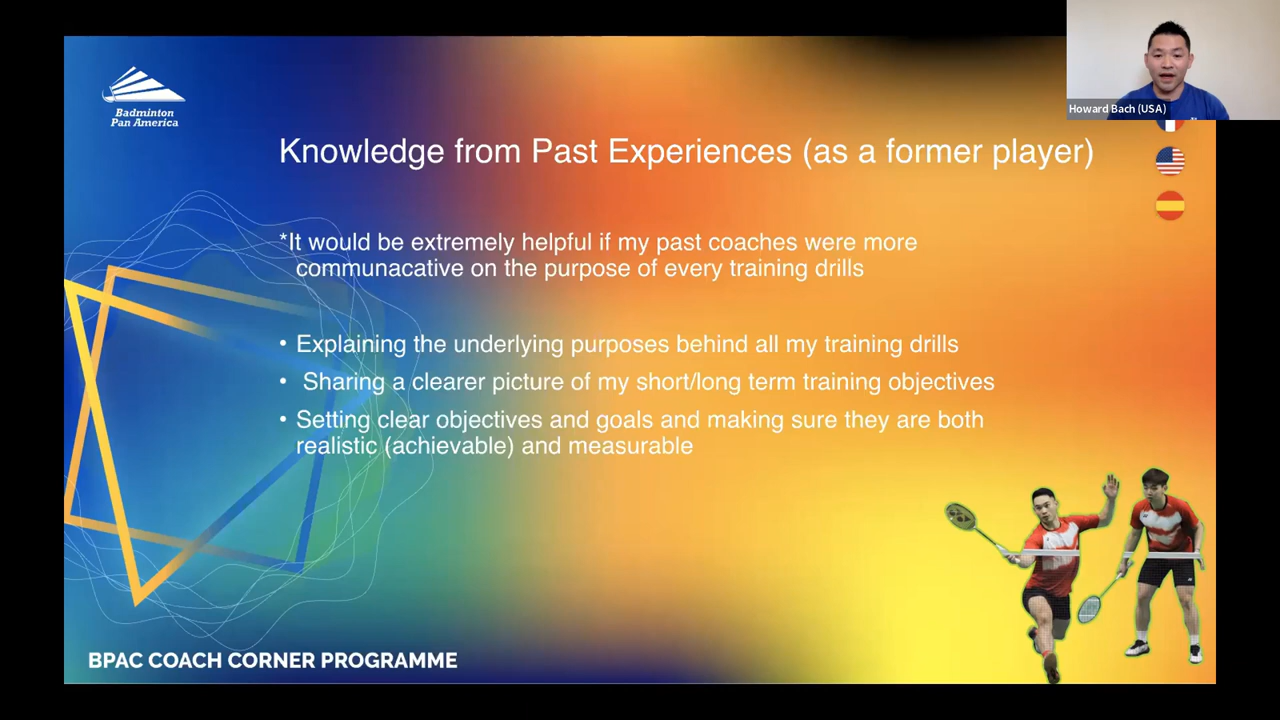 Howard Bach (USA)
Badminton
Pan America
Knowledge from Past Experiences (as a former player)
*It would be extremely helpful if my past coaches were more
communacative on the purpose of every training drills
• Explaining the underlying purposes behind all my training drills
• Sharing a clearer picture of my short/long term training objectives
• Setting clear objectives and goals and making sure they are both
realistic (achievable) and measurable
BPAC COACH CORNER PROGRAMME